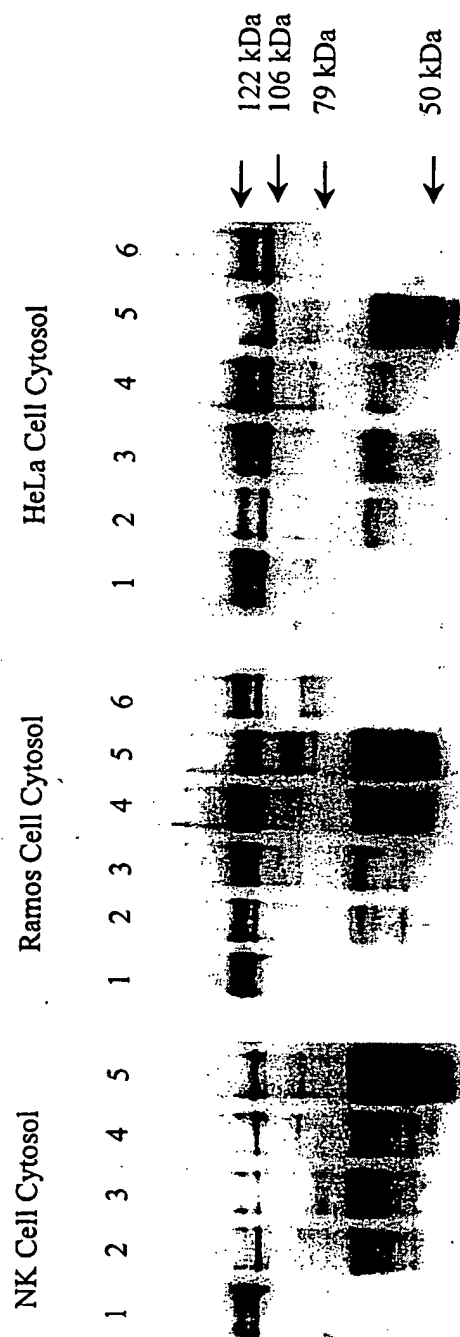 NK Cell Cytosol
1 2 3 4 5
Ramos Cell Cytosol
1 2 3 4 5 6
HeLa Cell Cytosol
1 2 3 4 5 6
122 kDa
106 kDa
79 kDa
50 kDa